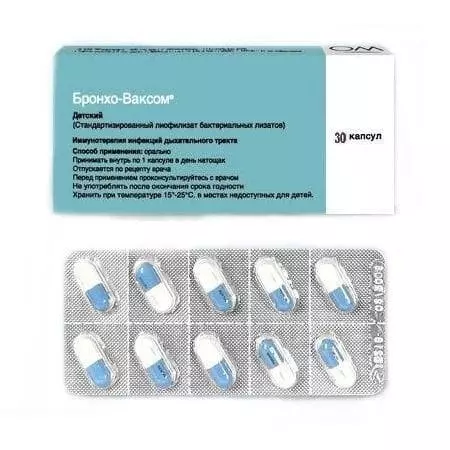 OM
Бронхо-Ваксом®
Детский
(Стандартизированный лиофилизат бактериальных лизатов)
Иммунотерапия инфекций дыхательного тракта
Способ применения: орально
Принимать внутрь по 1 капсуле в день натощак
Отпускается по рецепту врача
Перед применением проконсультируйтесь с врачом
Не употреблять после окончания срока годности
Хранить при температуре 15°-25°С, в местах недоступных для детей.
30 капсул